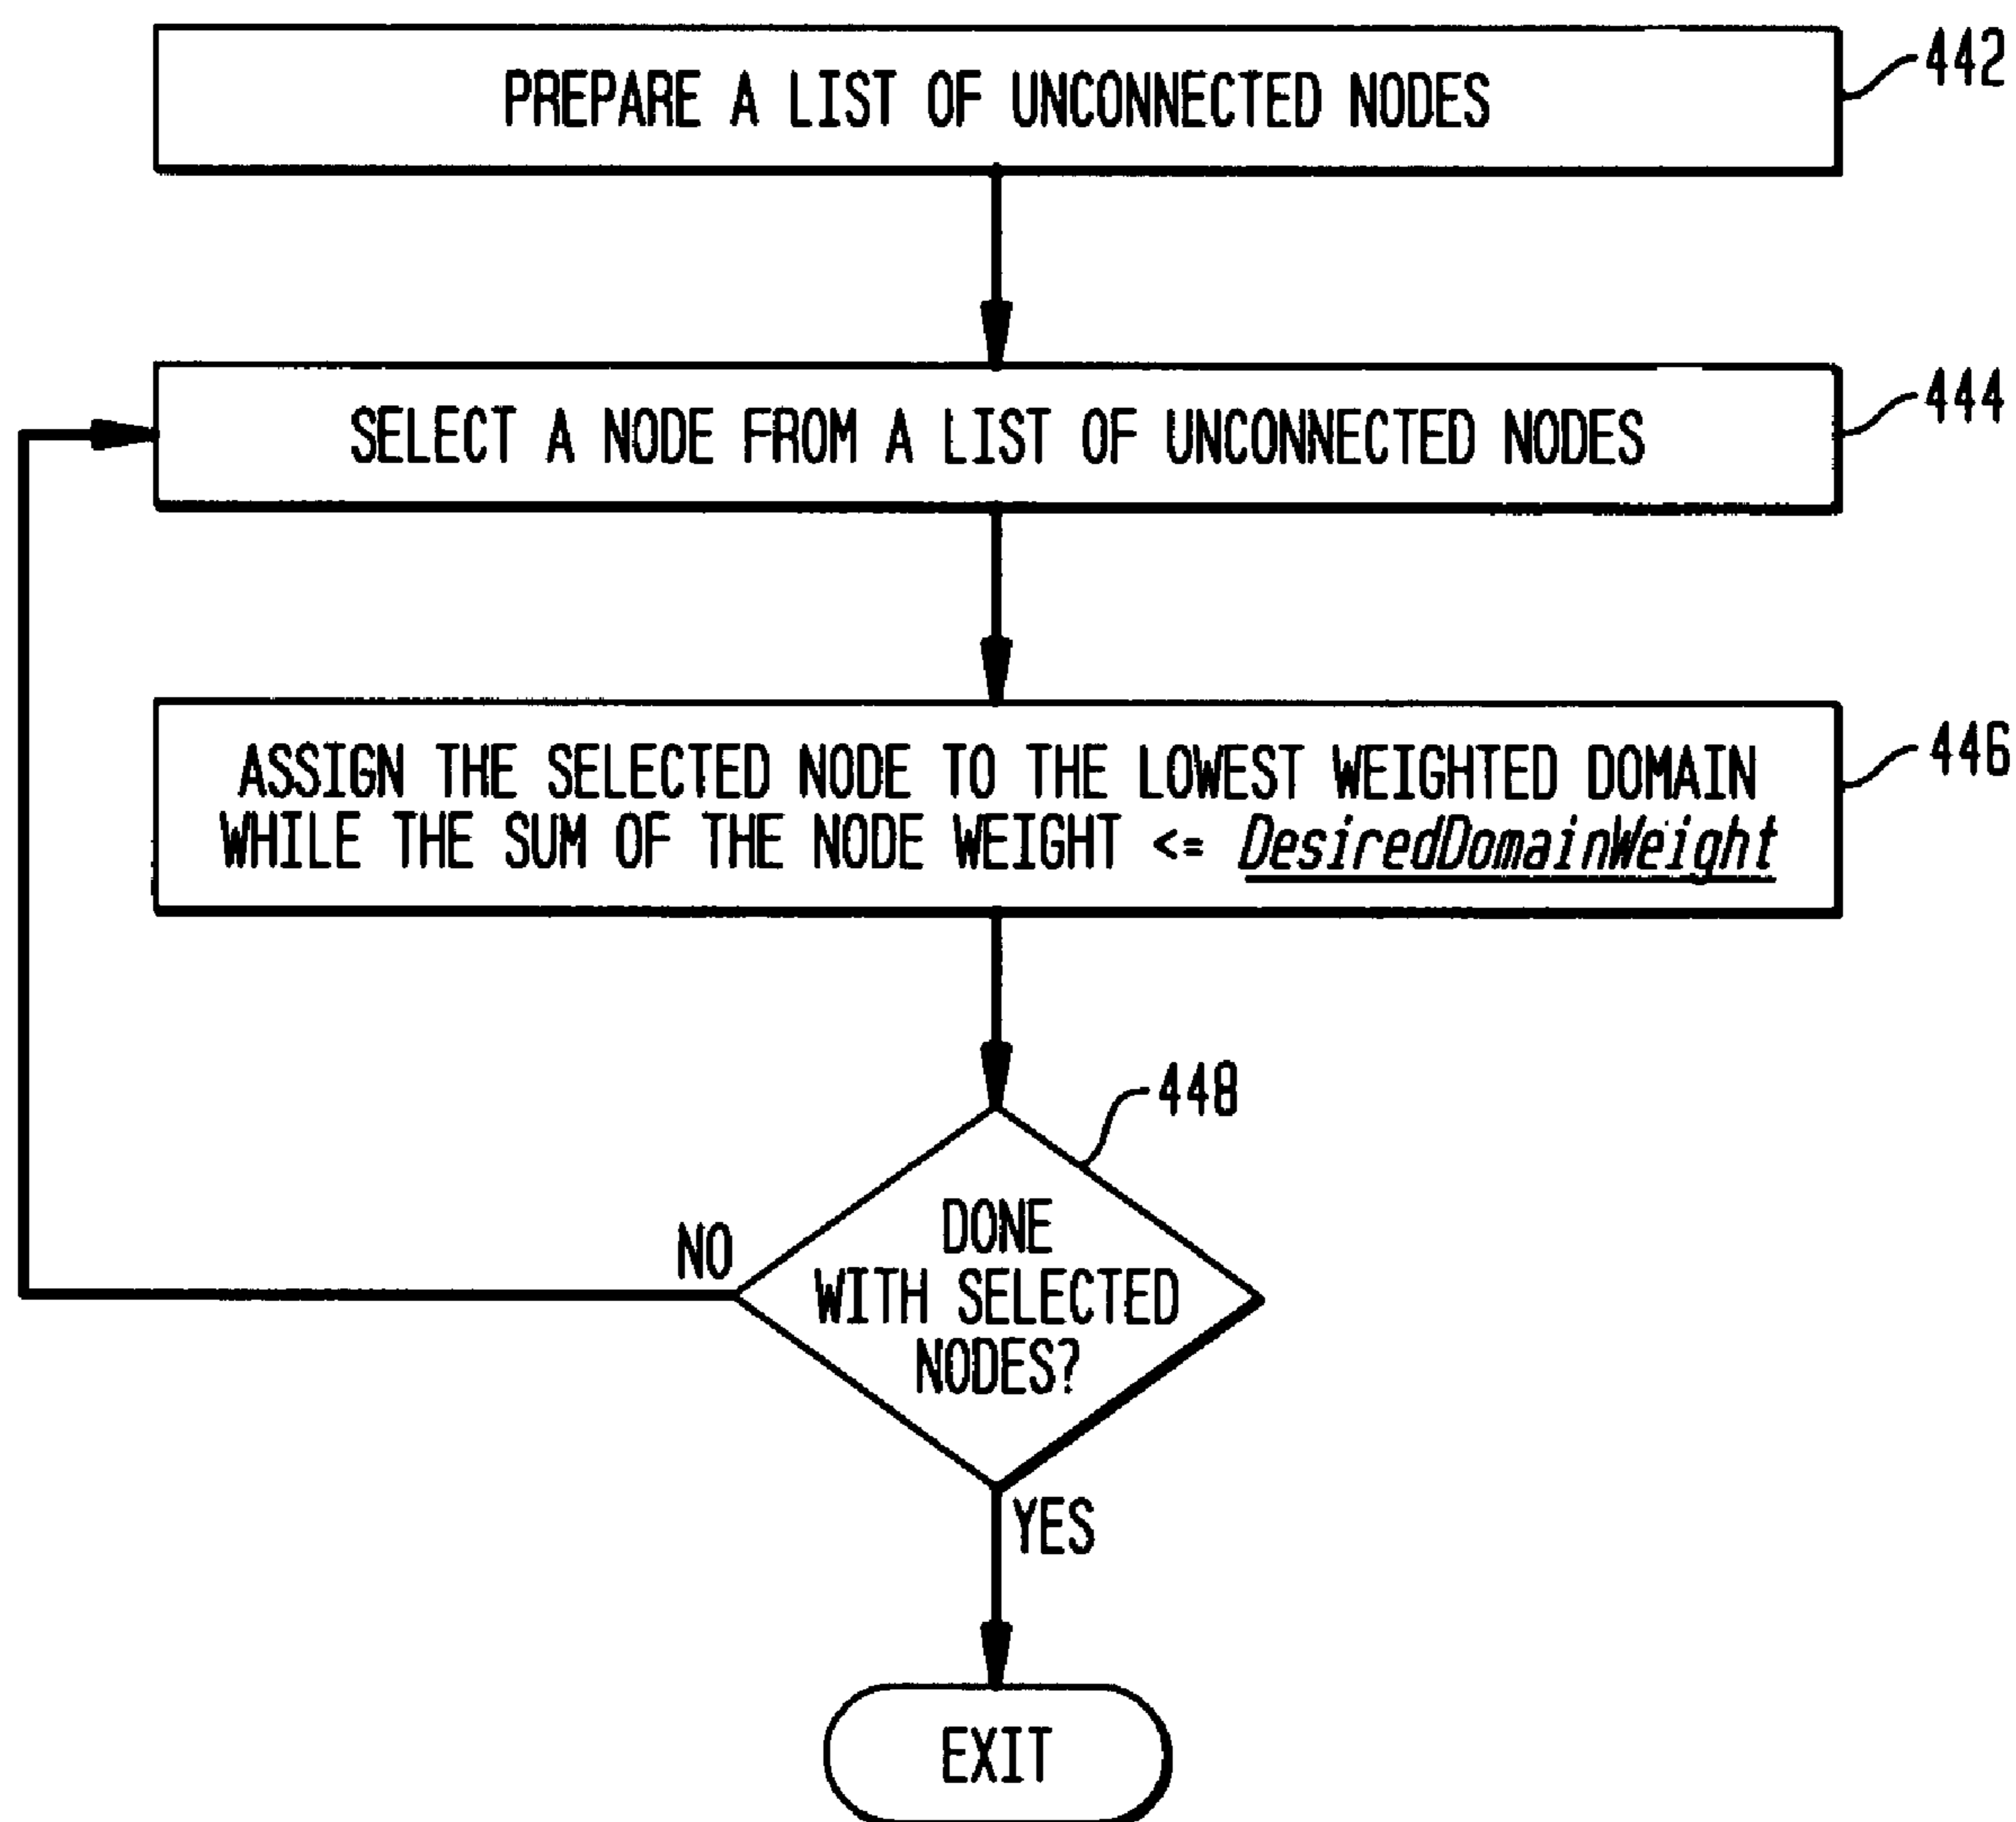 PREPARE A LIST OF UNCONNECTED NODES
442
SELECT A NODE FROM A LIST OF UNCONNECTED NODES
444
ASSIGN THE SELECTED NODE TO THE LOWEST WEIGHTED DOMAIN
WHILE THE SUM OF THE NODE WEIGHT <= DesiredDomainWeight
446
448
DONE
WITH SELECTED
NODES?
NO
YES
EXIT